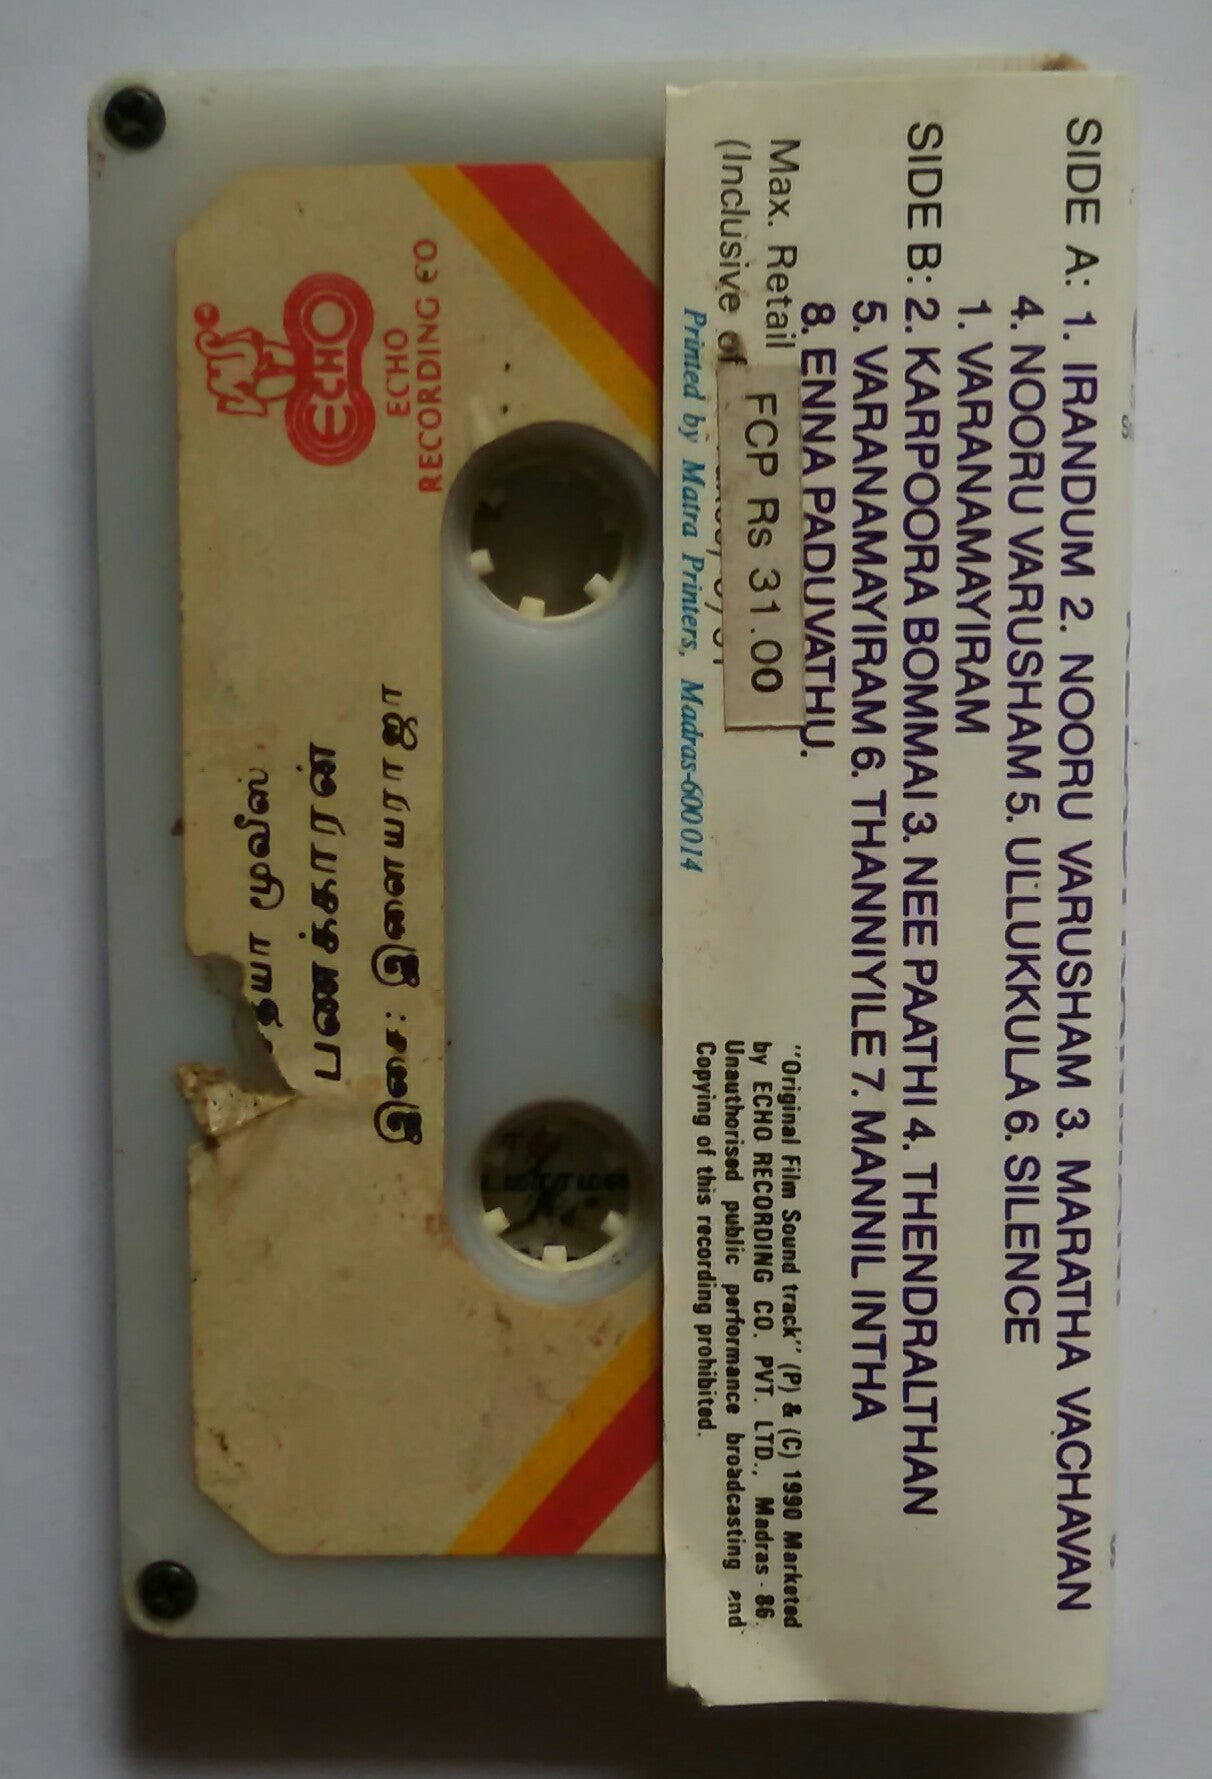 SIDE A: 1. IRANDUM 2. NOORU VARUSHAM 3. MARATHA VACHAVAN
4. NOORU VARUSHAM 5. ULLUKKULA 6. SILENCE
1. VARANAMAYIRAM
SIDE B: 2. KARPOORA BOMMAI 3. NEE PAATHI 4. THENDRALTHAN
5. VARANAMAYIRAM 6. THANNIYILE 7. MANNIL INTHA
8. ENNA PADUVATHU.
Max. Retail
(Inclusive of
FCP RS 31.00
Printed by Matra Printers, Madras-600 014
"Original Film Sound track" (P) & (C) 1990 Marketed
by ECHO RECORDING CO. PVT. LTD., Madras - 86.
Unauthorised public performance broadcasting and
Copying of this recording prohibited.
ECHO
ECHO
RECORDING CO
இசை : இளையராஜா
பணக்காரன்